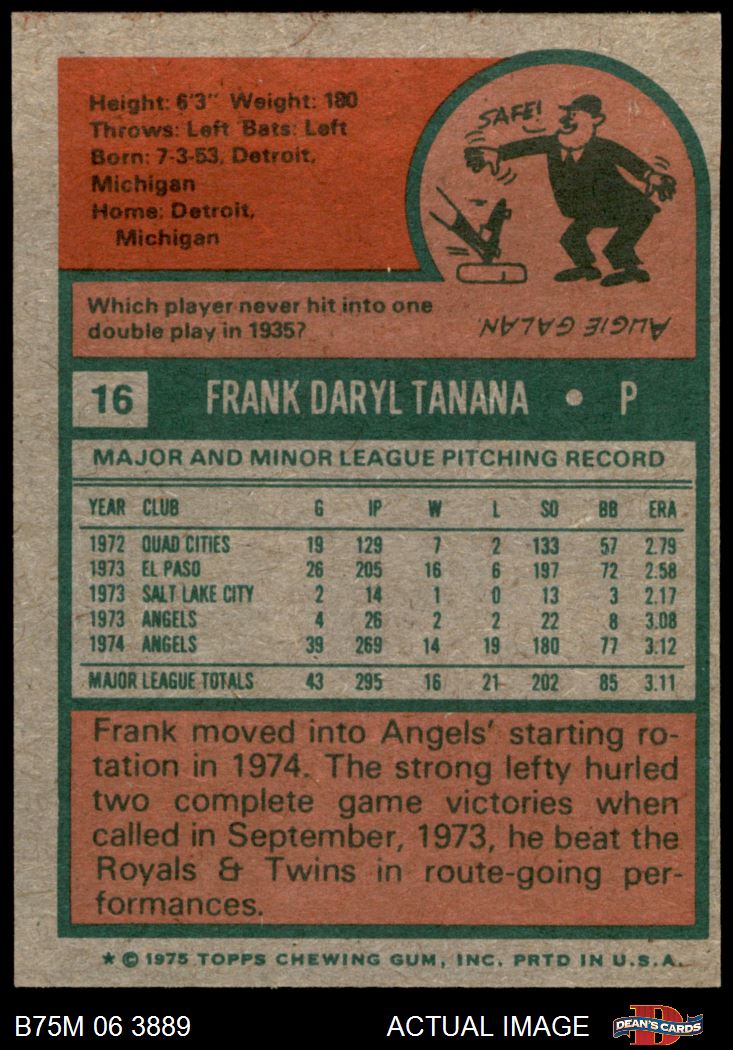 Height: 6'3" Weight: 180
Throws: Left Bats: Left
Born: 7-3-53, Detroit,
Michigan
Home: Detroit,
Michigan
SAFE!
Which player never hit into one
double play in 1935?
AUGIE GALAN.
16 FRANK DARYL TANANA • P
MAJOR AND MINOR LEAGUE PITCHING RECORD
YEAR CLUB G IP W L SO BB ERA
1972 QUAD CITIES 19 129 7 2 133 57 2.79
1973 EL PASO 26 205 16 6 197 72 2.58
1973 SALT LAKE CITY 2 14 1 0 13 3 2.17
1973 ANGELS 4 26 2 2 22 8 3.08
1974 ANGELS 39 269 14 19 180 77 3.12
MAJOR LEAGUE TOTALS 43 295 16 21 202 85 3.11
Frank moved into Angels' starting ro-
tation in 1974. The strong lefty hurled
two complete game victories when
called in September, 1973, he beat the
Royals & Twins in route-going per-
formances.
* © 1975 TOPPS CHEWING GUM, INC. PRTD IN U.S.A.
B75M 06 3889 ACTUAL IMAGE D DEAN'S CARDS